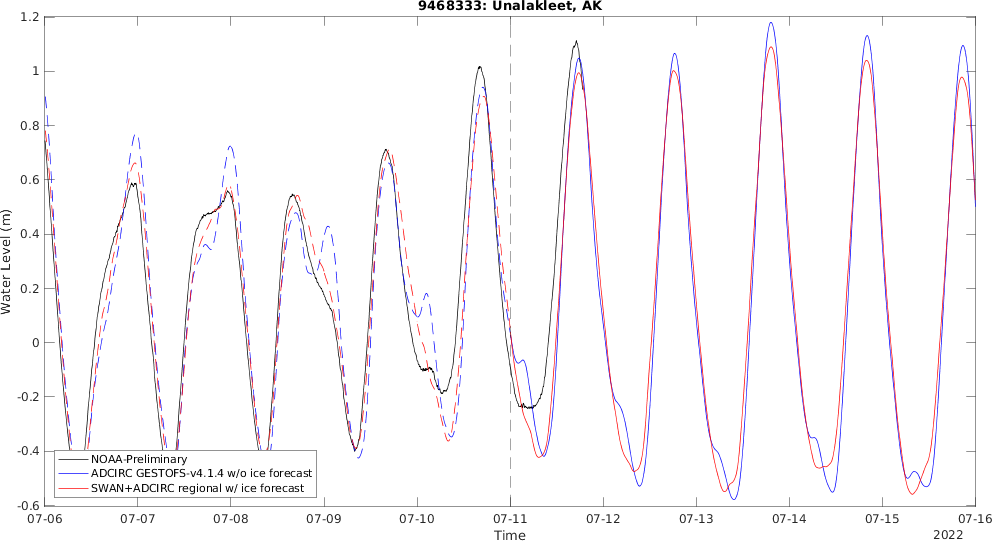 9468333: Unalakleet, AK
1.2
1
0.8
0.6
0.4
0.2
0
-0.2
-0.4
-0.6
Water Level (m)
NOAA-Preliminary
ADCIRC GESTOFS-v4.1.4 w/o ice forecast
SWAN+ADCIRC regional w/ ice forecast
07-06 07-07 07-08 07-09 07-10 07-11 07-12 07-13 07-14 07-15 07-16
Time
2022